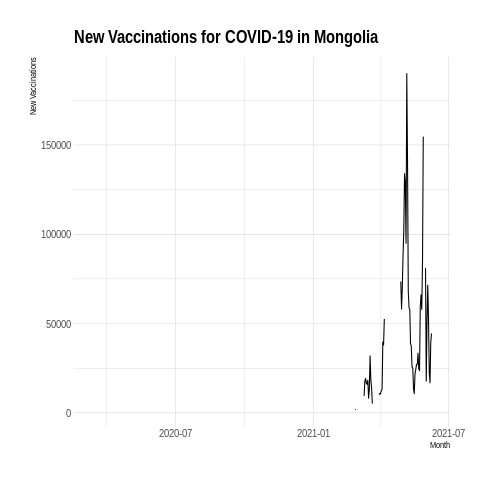 New Vaccinations for COVID-19 in Mongolia
New Vaccinations
150000
100000
50000
0
2020-07
2021-01
2021-07
Month